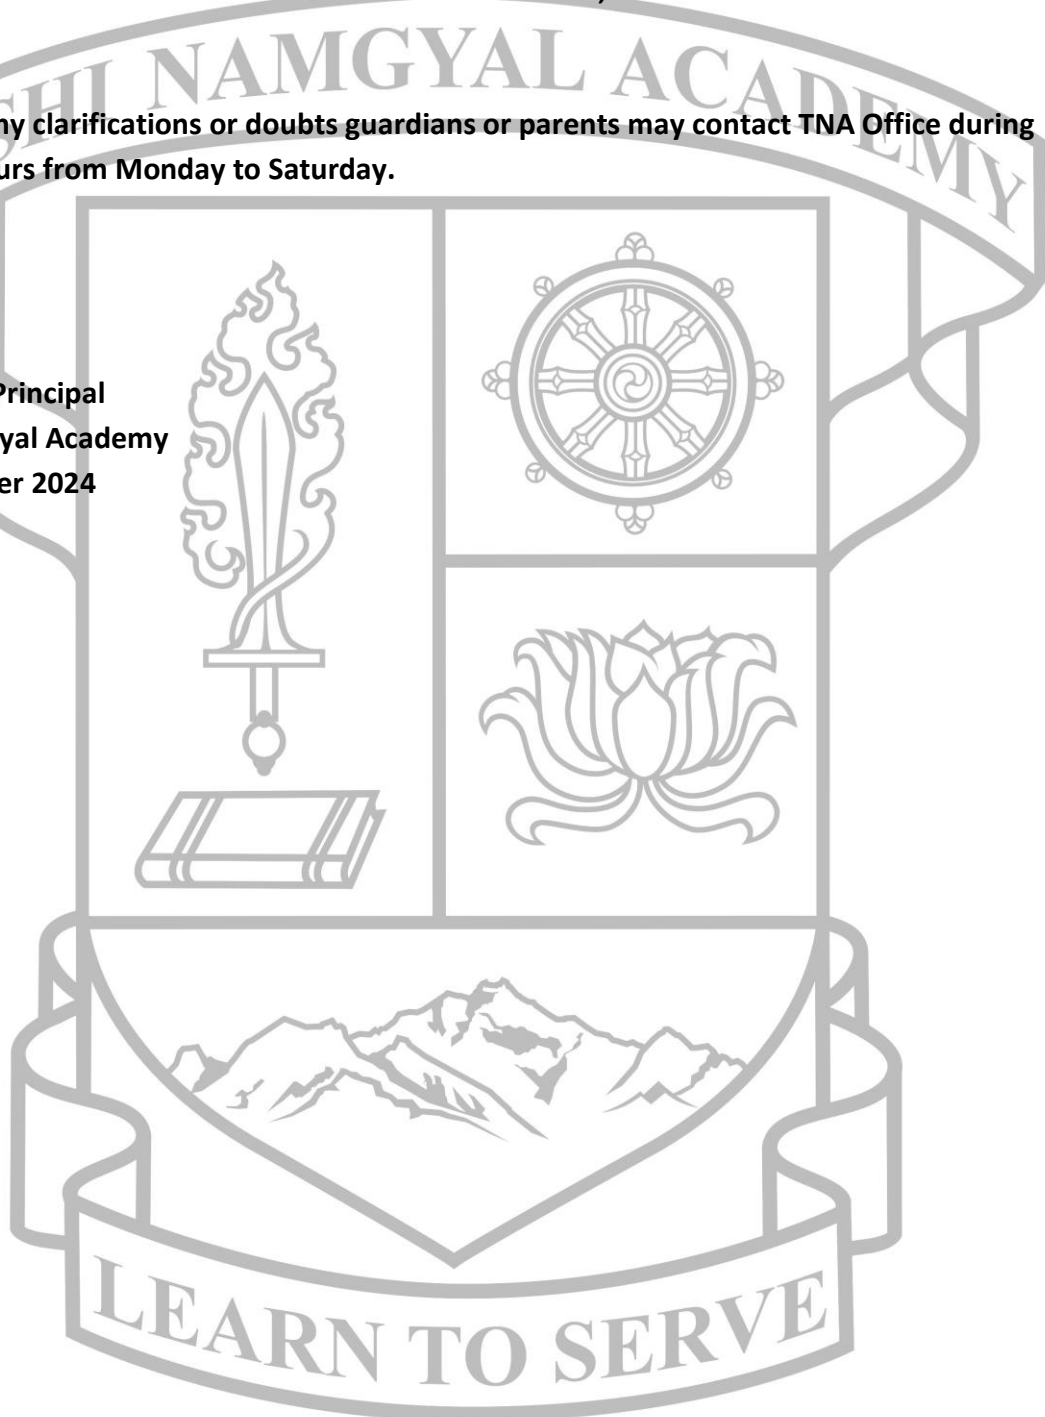 SHI NAMGYAL ACADEMY
ny clarifications or doubts guardians or parents may contact TNA Office during
urs from Monday to Saturday.
Principal
yal Academy
er 2024
LEARN TO SERVE